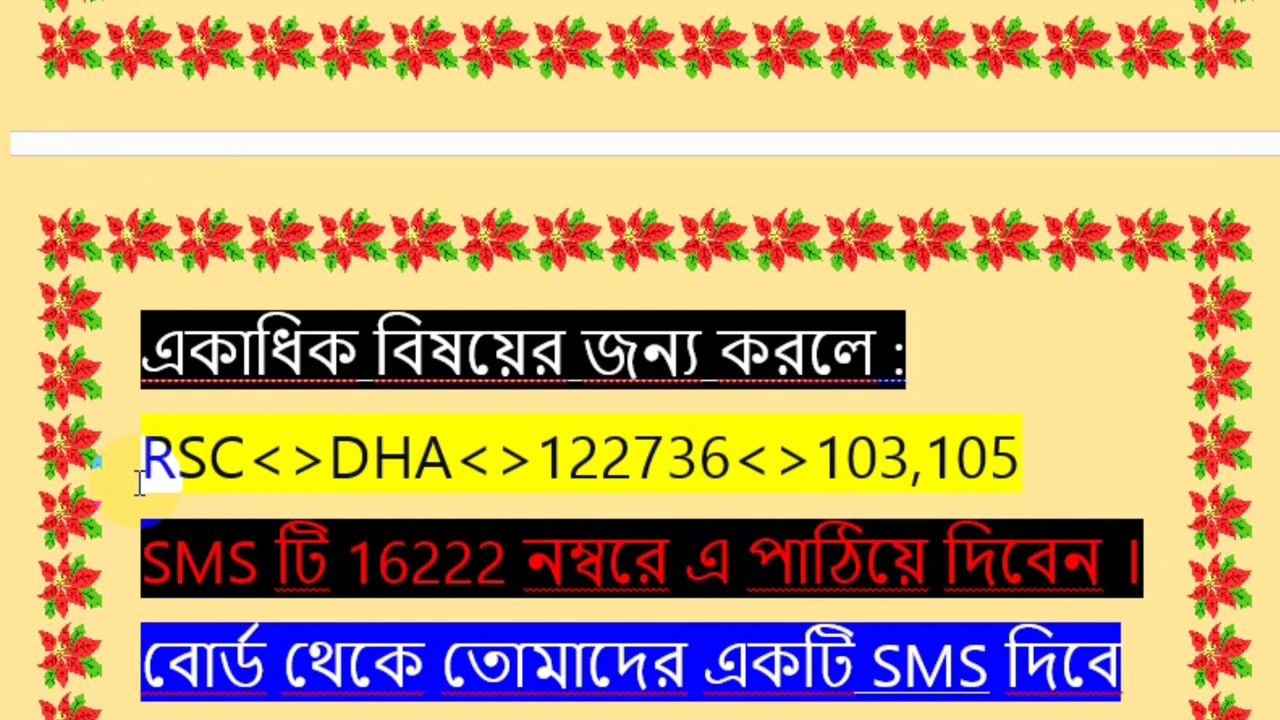 একাধিক বিষয়ের জন্য করলে :
RSC<>DHA<>122736<>103,105
SMS টি 16222 নম্বরে এ পাঠিয়ে দিবেন ।
বোর্ড থেকে তোমাদের একটি SMS দিবে